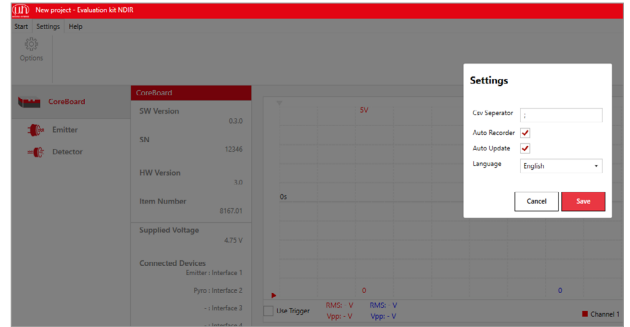 New project - Evaluation kit NDIR
Start Settings Help
Options
CoreBoard
Emitter
Detector
CoreBoard
SW Version
0.3.0
SN
12346
HW Version
3.0
Item Number
8167.01
Supplied Voltage
4.75 V
Connected Devices
Emitter : Interface 1
Pyro : Interface 2
- : Interface 3
- : Interface 4
5V
0s
0
0
Use Trigger
RMS: V
Vpp: - V
RMS: V
Vpp: - V
Channel 1
Settings
Csv Seperator
;
Auto Recorder
Auto Update
Language
English
Cancel
Save